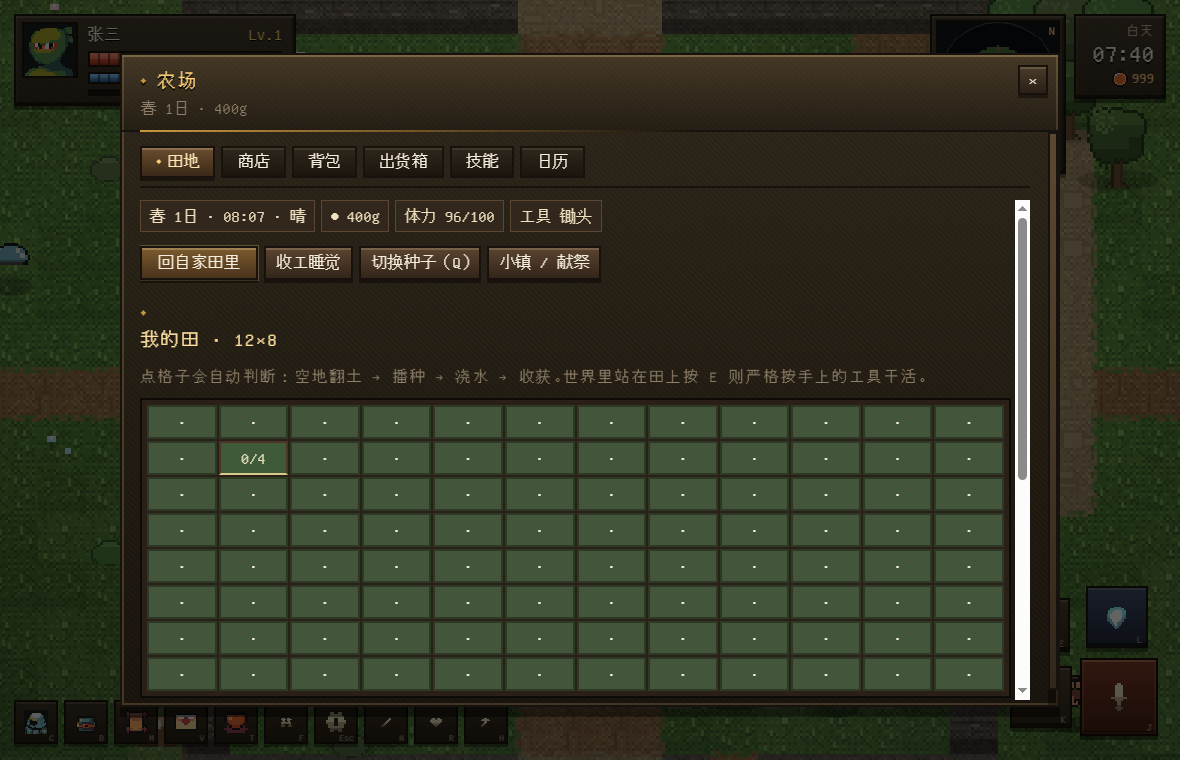 张三 Lv.1
N
白天
07:40
999
农场
春 1日 · 400g
×
田地 商店 背包 出货箱 技能 日历
春 1日 · 08:07 · 晴 ● 400g 体力 96/100 工具 锄头
回自家田里 收工睡觉 切换种子 (Q) 小镇 / 献祭
我的田 · 12×8
点格子会自动判断：空地翻土 → 播种 → 浇水 → 收获。世界里站在田上按 E 则严格按手上的工具干活。
0/4
E L
K J
C B M V T F Esc N R H